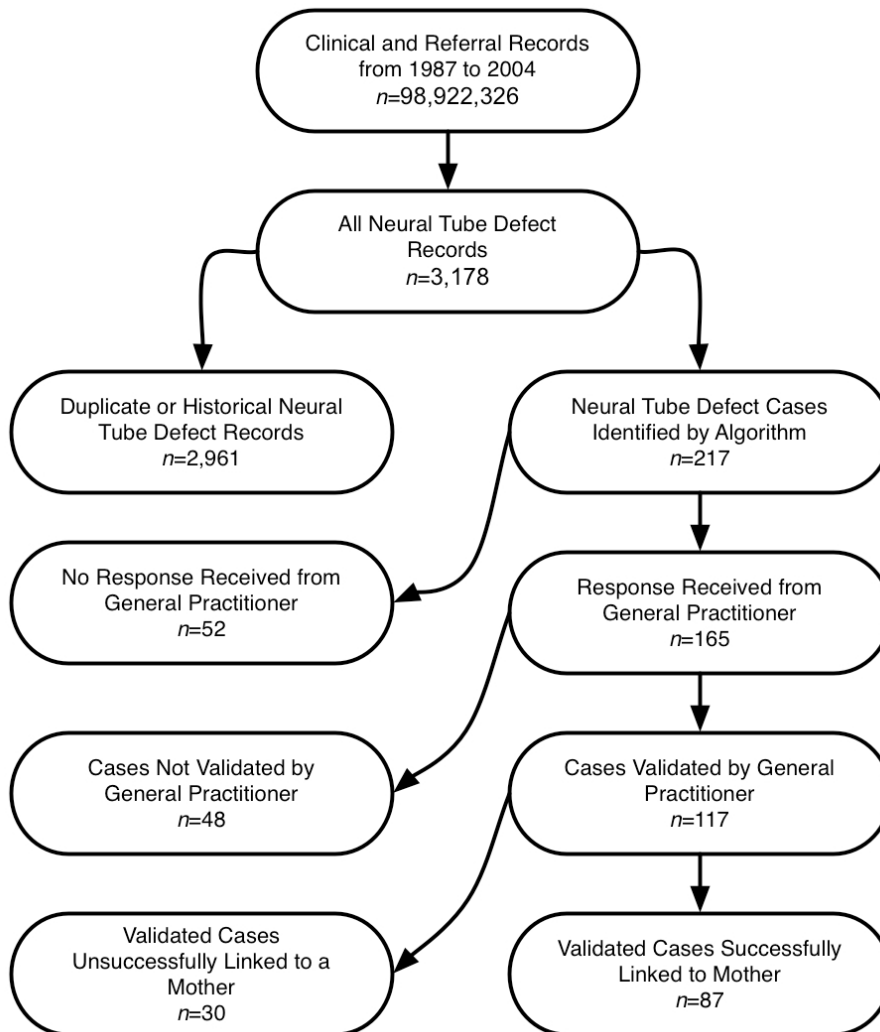 Clinical and Referral Records
from 1987 to 2004
n=98,922,326
All Neural Tube Defect
Records
n=3,178
Duplicate or Historical Neural
Tube Defect Records
n=2,961
Neural Tube Defect Cases
Identified by Algorithm
n=217
No Response Received from
General Practitioner
n=52
Response Received from
General Practitioner
n=165
Cases Not Validated by
General Practitioner
n=48
Cases Validated by General
Practitioner
n=117
Validated Cases
Unsuccessfully Linked to a
Mother
n=30
Validated Cases Successfully
Linked to Mother
n=87